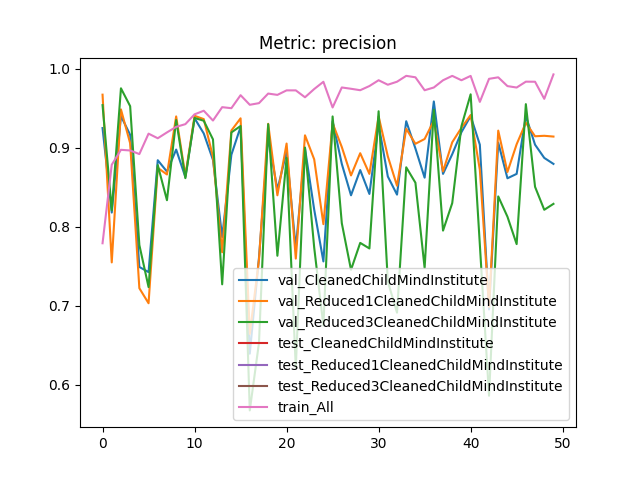 Metric: precision
1.0
0.9
0.8
0.7
0.6
0
10
20
30
40
50
val_CleanedChildMindInstitute
val_Reduced1CleanedChildMindInstitute
val_Reduced3CleanedChildMindInstitute
test_CleanedChildMindInstitute
test_Reduced1CleanedChildMindInstitute
test_Reduced3CleanedChildMindInstitute
train_All